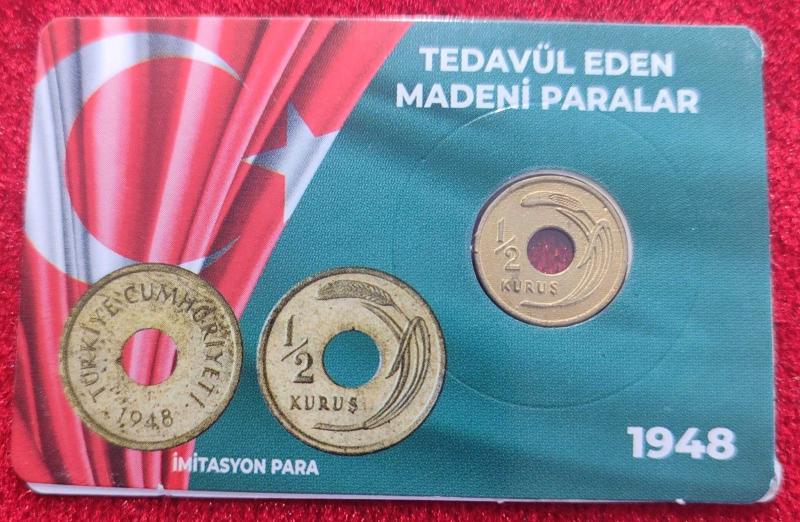 TEDAVÜL EDEN
MADENİ PARALAR
1/2
KURUŞ
TÜRKİYE CUMHURİYETİ
1948
1/2
KURUŞ
1948
İMİTASYON PARA